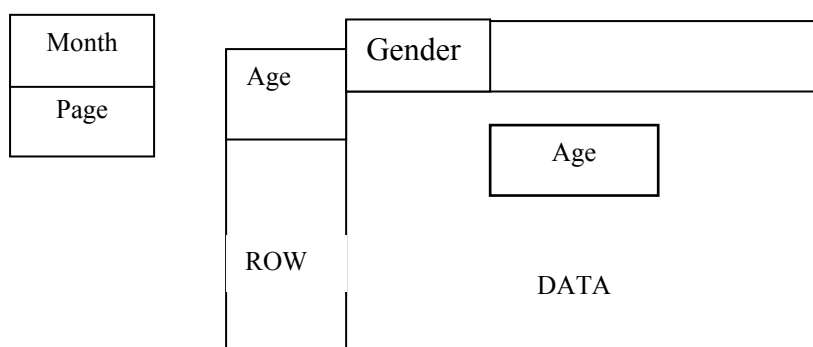 Month
Page
Age
Gender
Age
ROW
DATA